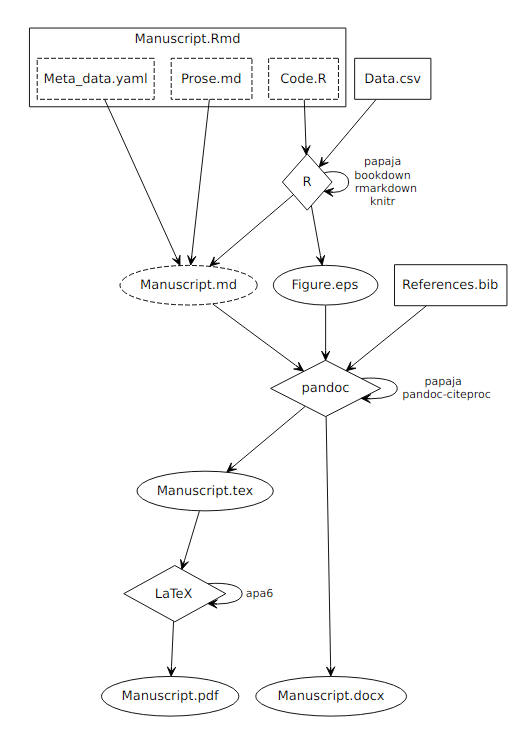 Manuscript.Rmd
Meta_data.yaml
Prose.md
Code.R
Data.csv
R
papaja
bookdown
rmarkdown
knitr
Manuscript.md
Figure.eps
References.bib
pandoc
papaja
pandoc-citeproc
Manuscript.tex
LaTeX
apa6
Manuscript.pdf
Manuscript.docx